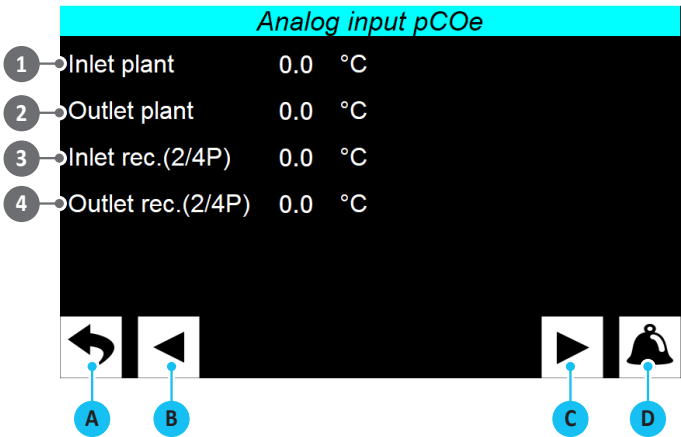 Analog input pCOe
1 Inlet plant 0.0 °C
2 Outlet plant 0.0 °C
3 Inlet rec.(2/4P) 0.0 °C
4 Outlet rec.(2/4P) 0.0 °C
A B C D